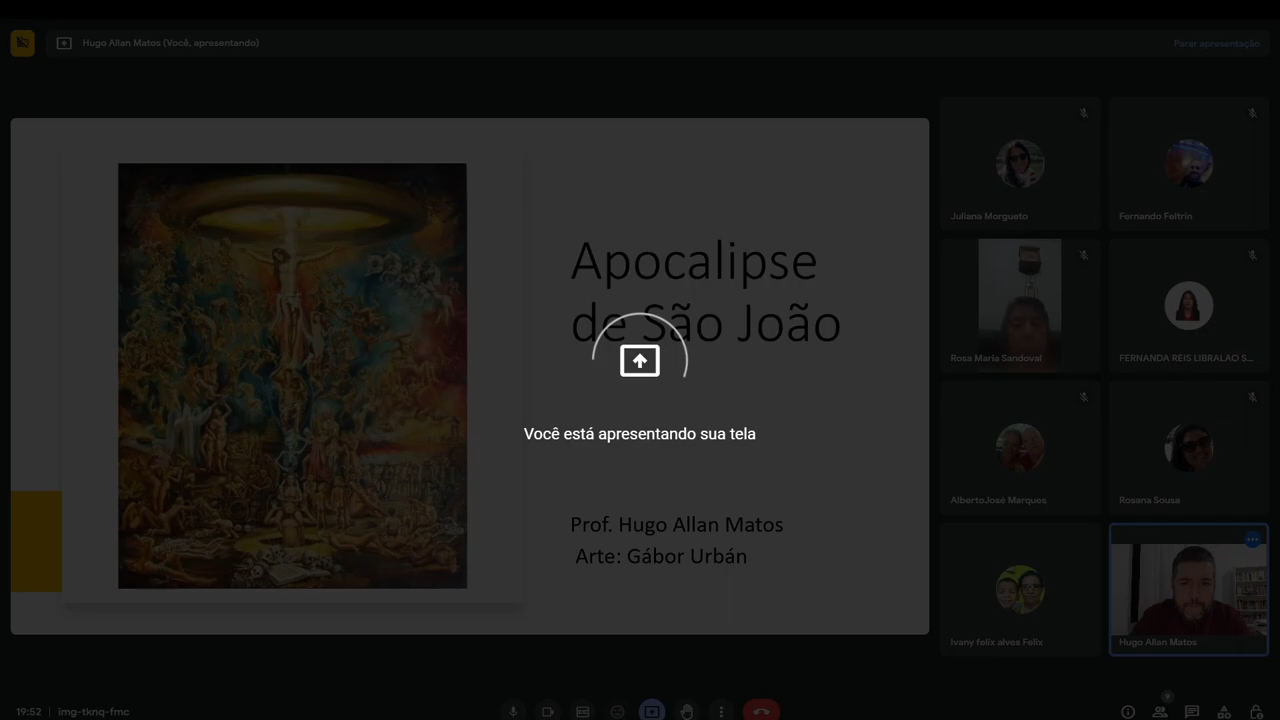 Hugo Allan Matos (Você, apresentando)
Parar apresentação
Apocalipse
de São João
Você está apresentando sua tela
Prof. Hugo Allan Matos
Arte: Gábor Urbán
Juliana Morgueto
Fernando Feltrin
Rosa Maria Sandoval
FERNANDA REIS LIBRALAO S...
AlbertoJosé Marques
Rosana Sousa
Ivany felix alves Felix
Hugo Allan Matos
19:52 | img-tknq-fmc
9